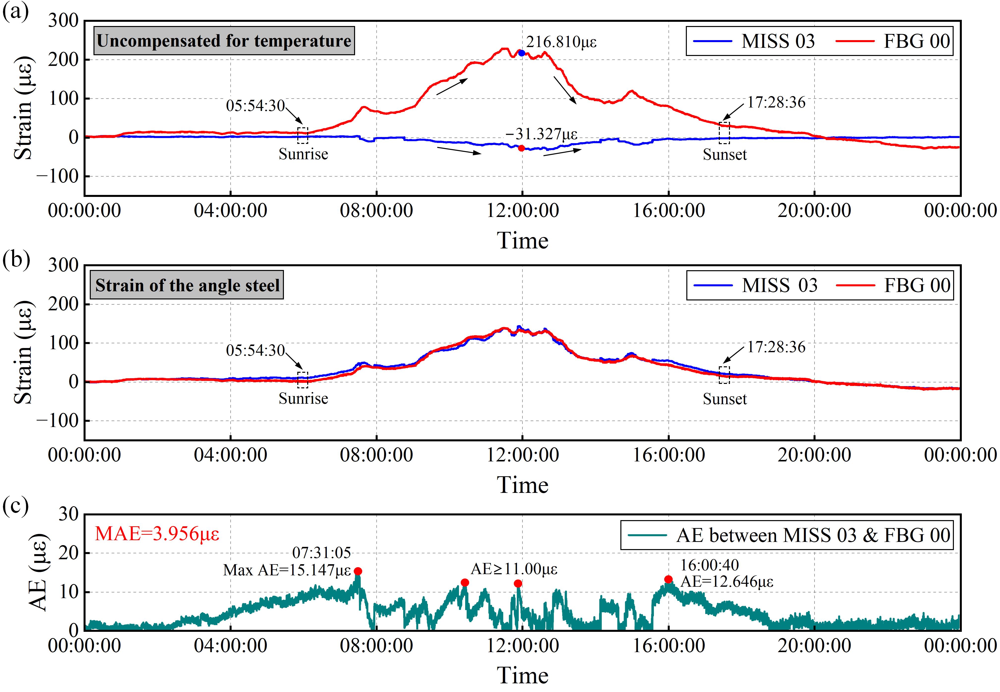 (a)
300
200
100
0
−100
Strain (με)
Uncompensated for temperature
MISS 03
FBG 00
216.810με
05:54:30
17:28:36
−31.327με
Sunrise
Sunset
00:00:00
04:00:00
08:00:00
12:00:00
16:00:00
20:00:00
00:00:00
Time
(b)
300
200
100
0
−100
Strain (με)
Strain of the angle steel
MISS 03
FBG 00
05:54:30
17:28:36
Sunrise
Sunset
00:00:00
04:00:00
08:00:00
12:00:00
16:00:00
20:00:00
00:00:00
Time
(c)
30
20
10
0
AE (με)
MAE=3.956με
AE between MISS 03 & FBG 00
07:31:05
Max AE=15.147με
AE≥11.00με
16:00:40
AE=12.646με
00:00:00
04:00:00
08:00:00
12:00:00
16:00:00
20:00:00
00:00:00
Time